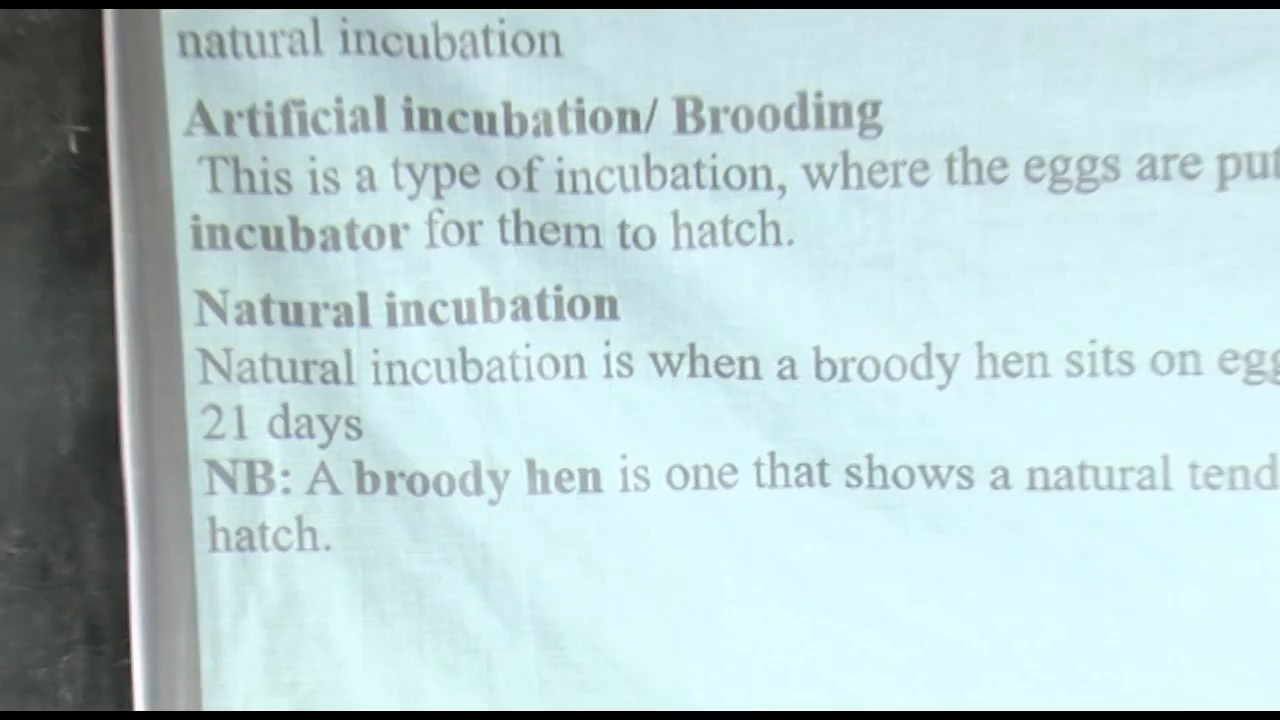 natural incubation
Artificial incubation/ Brooding
This is a type of incubation, where the eggs are put
incubator for them to hatch.
Natural incubation
Natural incubation is when a broody hen sits on
21 days
NB: A broody hen is one that shows a natural
hatch.